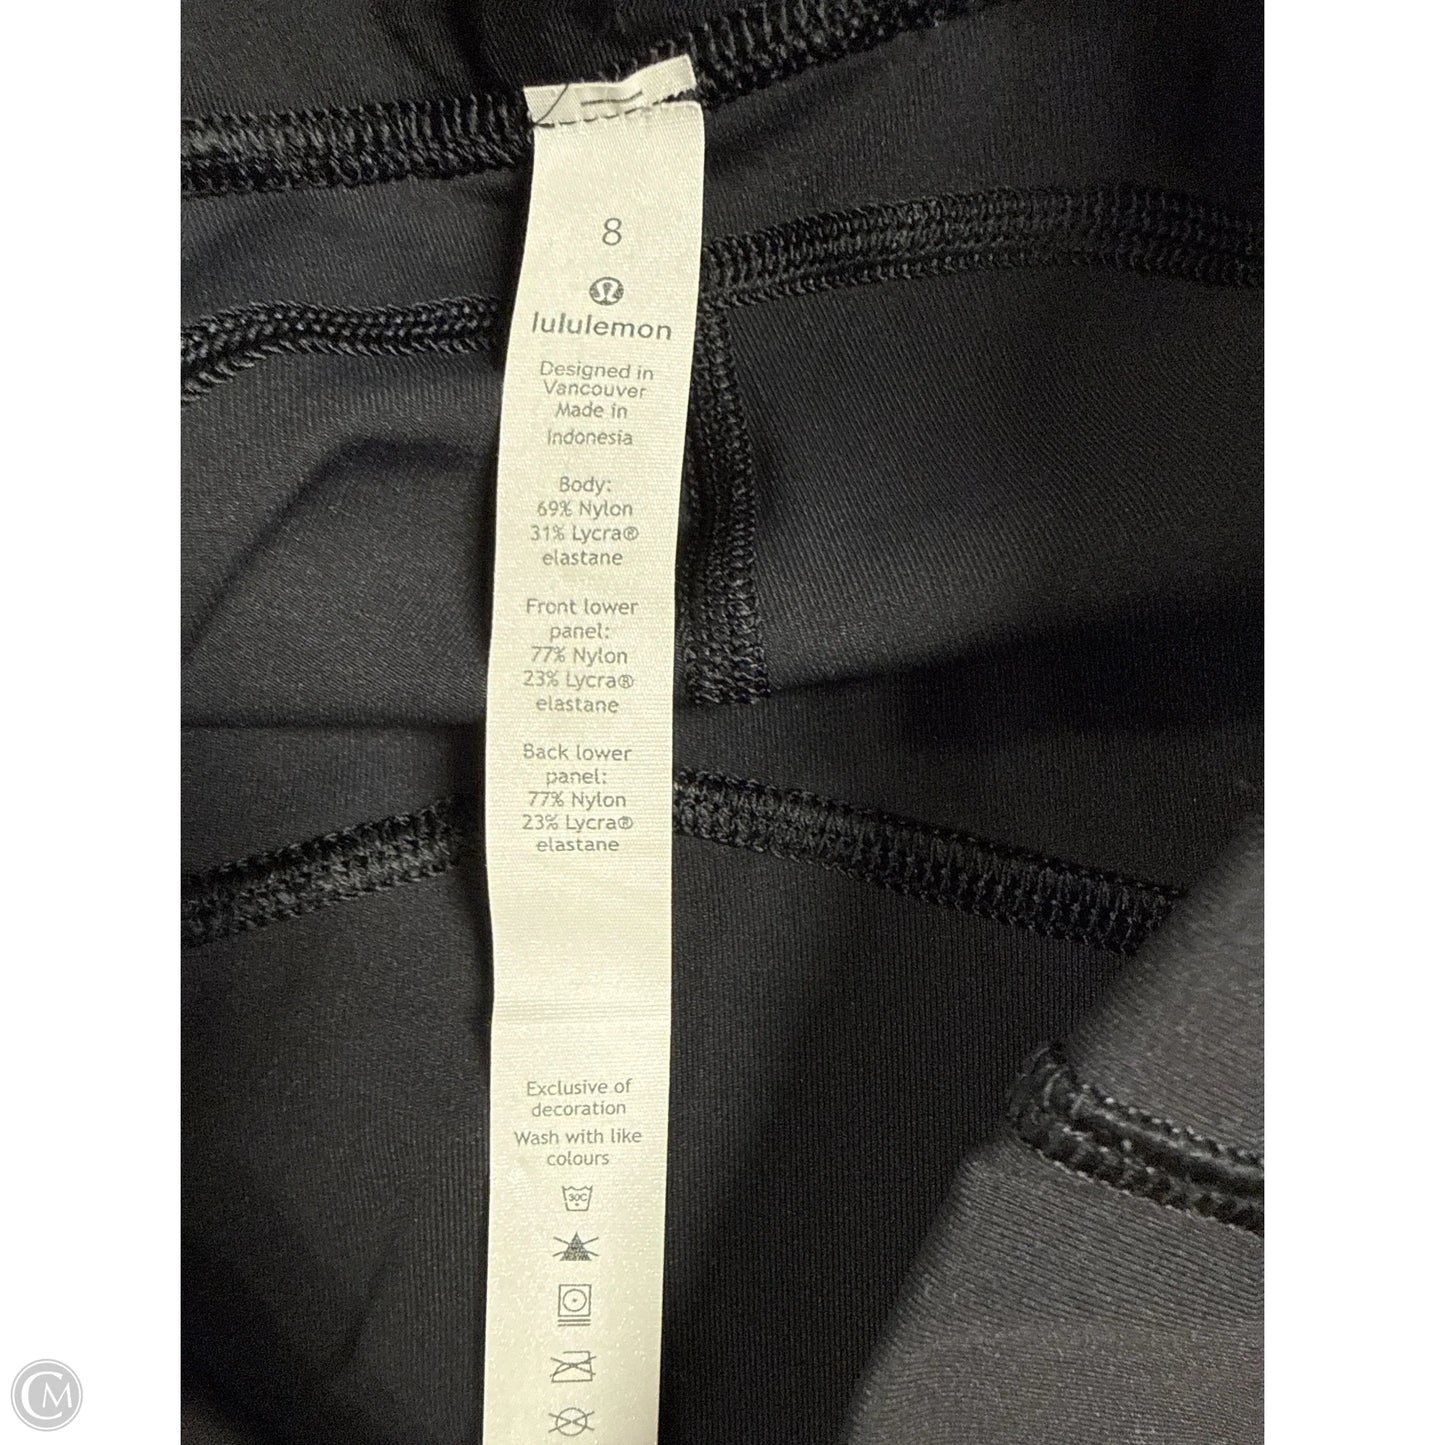 8
lululemon
Designed in
Vancouver
Made in
Indonesia
Body:
69% Nylon
31% Lycra®
elastane
Front lower
panel:
77% Nylon
23% Lycra®
elastane
Back lower
panel:
77% Nylon
23% Lycra®
elastane
Exclusive of
decoration
Wash with like
colours
30C
CM